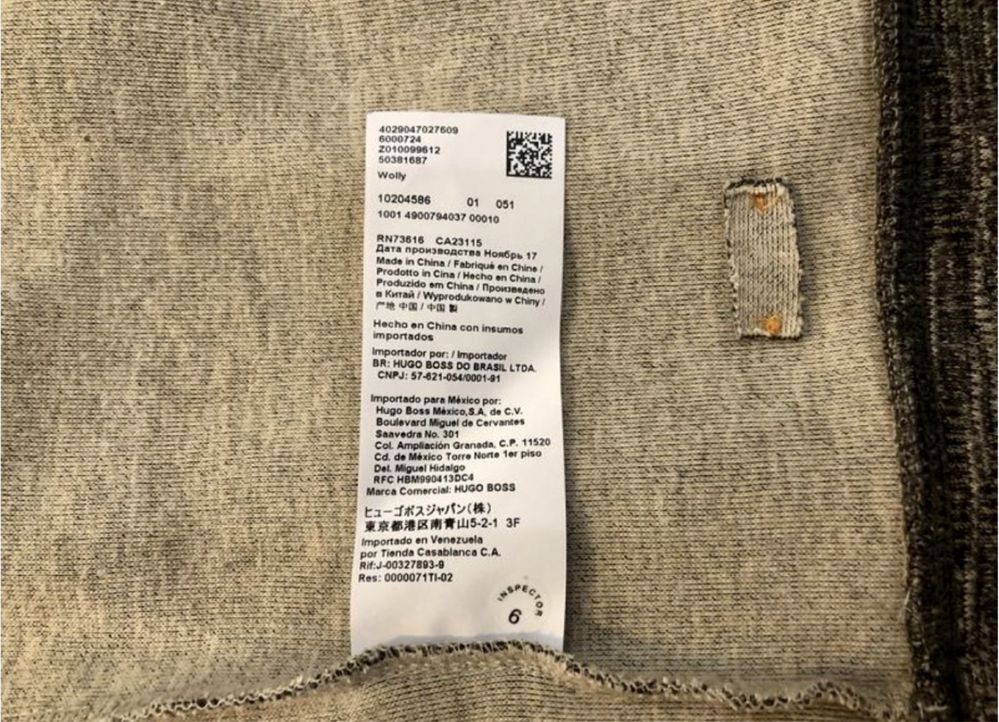 4029047027609
6000724
Z010099612
50381687
Wolly
10204586 01 051
1001 4900794037 00010
RN73616 CA23115
Дата производства Ноябрь 17
Made in China / Fabriqué en Chine /
Prodotto in Cina / Hecho en China /
Produzido em China / Произведено
в Китай / Wyprodukowano w Chiny /
产地 中国 / 中國 製
Hecho en China con insumos
importados
Importador por: / Importador
BR: HUGO BOSS DO BRASIL LTDA.
CNPJ: 57-621-054/0001-91
Importado para México por:
Hugo Boss México,S.A. de C.V.
Boulevard Miguel de Cervantes
Saavedra No. 301
Col. Ampliación Granada, C.P. 11520
Cd. de México Torre Norte 1er piso
Del. Miguel Hidalgo
RFC HBM990413DC4
Marca Comercial: HUGO BOSS
ヒューゴボスジャパン(株)
東京都港区南青山5-2-1 3F
Importado en Venezuela
por Tienda Casablanca C.A.
Rif:J-00327893-9
Res: 0000071TI-02
INSPECTOR
6